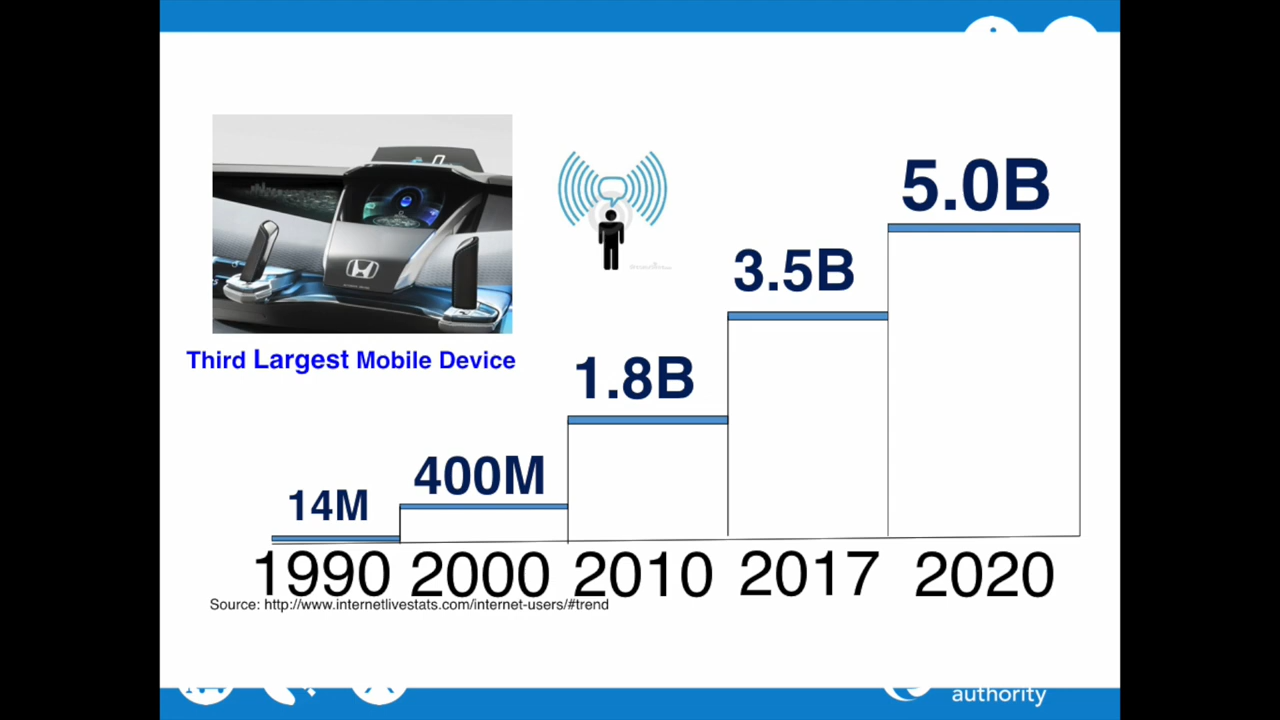 5.0B
3.5B
Third Largest Mobile Device
1.8B
400M
14M
1990 2000 2010 2017 2020
Source: http://www.internetlivestats.com/internet-users/#trend
authority